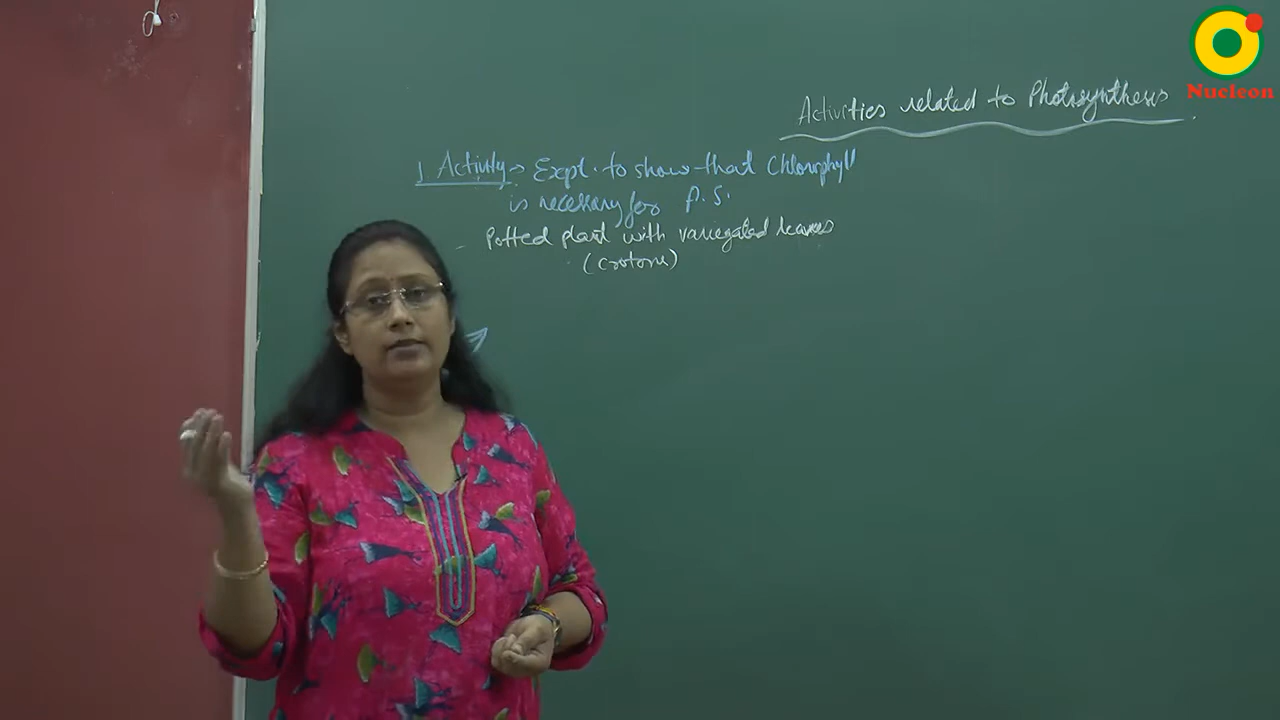 Nucleon
Activities related to Photosynthesis
1 Activity → Expt. to show that Chlorophyll
is necessary for P.S.
Potted plant with variegated leaves
(Crotons)